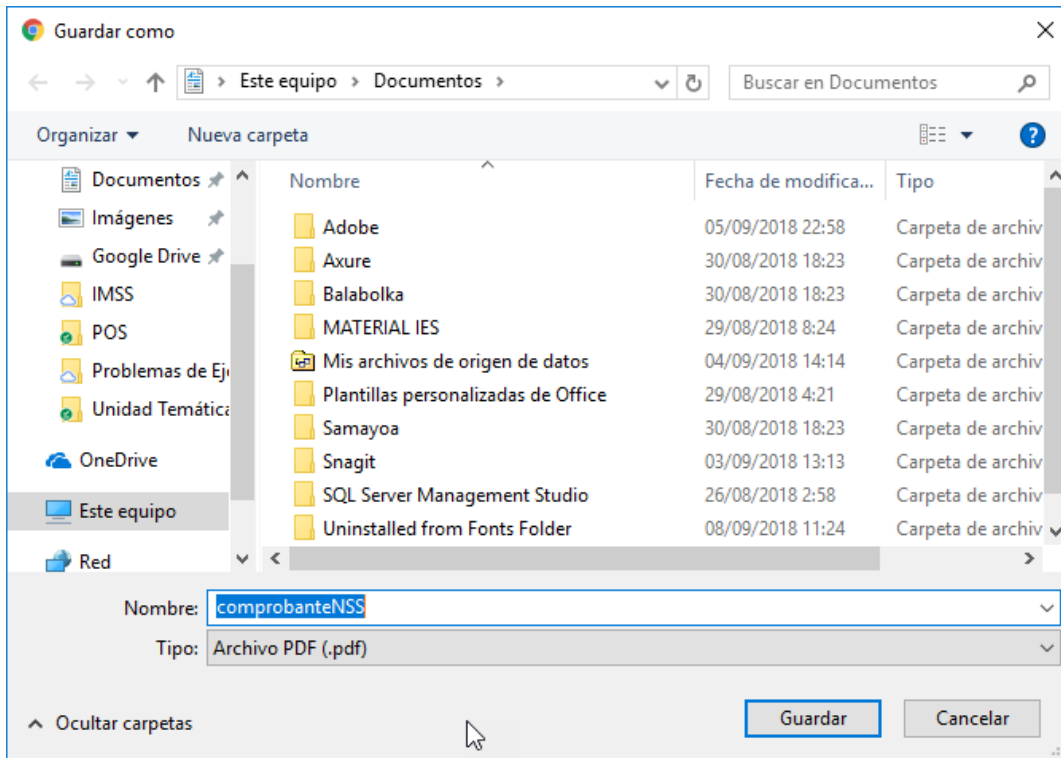 Guardar como
Este equipo > Documentos >
Buscar en Documentos
Organizar
Nueva carpeta
?
Documentos
Imágenes
Google Drive
IMSS
POS
Problemas de Eje
Unidad Temática
OneDrive
Este equipo
Red
Nombre Fecha de modifica... Tipo
Adobe 05/09/2018 22:58 Carpeta de archiv
Axure 30/08/2018 18:23 Carpeta de archiv
Balabolka 30/08/2018 18:23 Carpeta de archiv
MATERIAL IES 29/08/2018 8:24 Carpeta de archiv
Mis archivos de origen de datos 04/09/2018 14:14 Carpeta de archiv
Plantillas personalizadas de Office 29/08/2018 4:21 Carpeta de archiv
Samayoa 30/08/2018 18:23 Carpeta de archiv
Snagit 03/09/2018 13:13 Carpeta de archiv
SQL Server Management Studio 26/08/2018 2:58 Carpeta de archiv
Uninstalled from Fonts Folder 08/09/2018 11:24 Carpeta de archiv
Nombre: comprobanteNSS
Tipo: Archivo PDF (.pdf)
Ocultar carpetas
Guardar
Cancelar